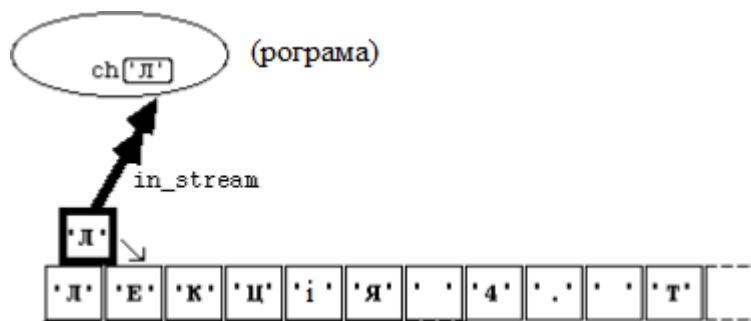 ch 'Л' (рограма)
in_stream
'Л'
'Л' 'Е' 'К' 'Ц' 'і' 'Я' ' ' '4' '.' ' ' 'Т'